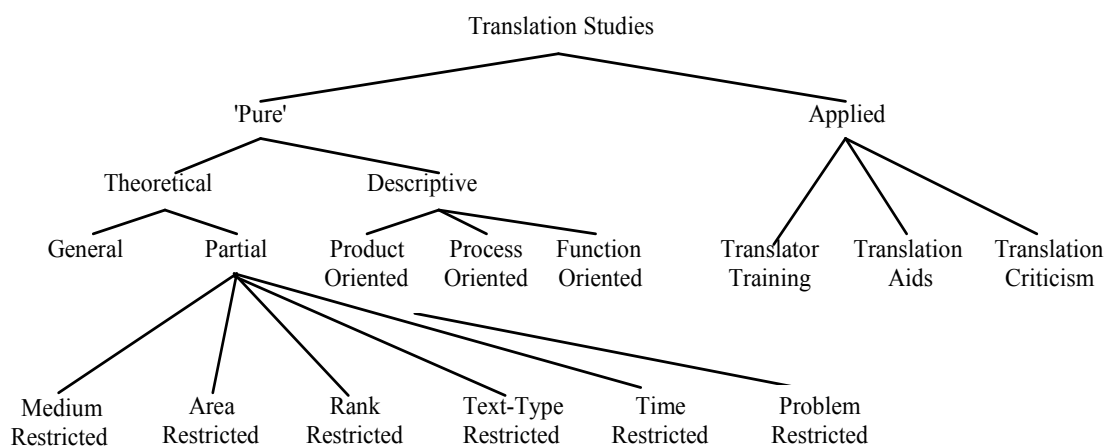 Translation Studies
'Pure'
Applied
Theoretical
Descriptive
General
Partial
Product
Oriented
Process
Oriented
Function
Oriented
Translator
Training
Translation
Aids
Translation
Criticism
Medium
Restricted
Area
Restricted
Rank
Restricted
Text-Type
Restricted
Time
Restricted
Problem
Restricted